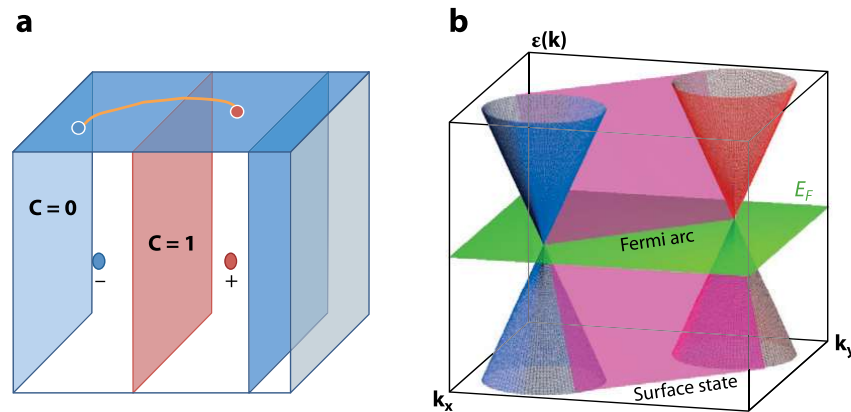 a
C = 0
C = 1
−
+
b
ε(k)
E_F
Fermi arc
k_y
k_x
Surface state